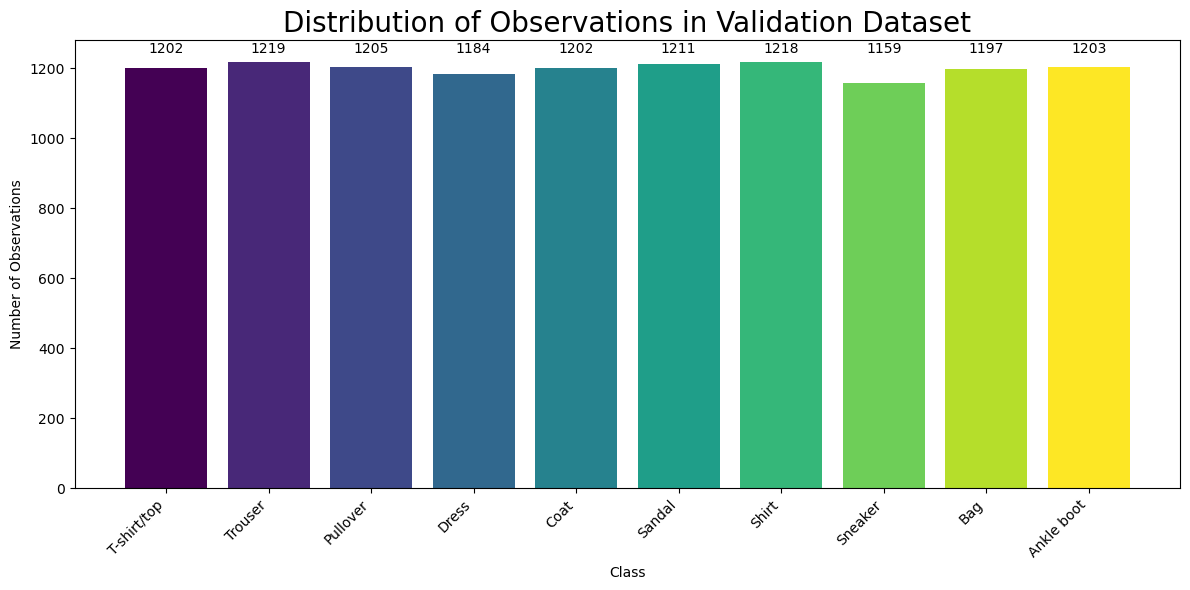 Distribution of Observations in Validation Dataset
1202 1219 1205 1184 1202 1211 1218 1159 1197 1203
1200
1000
800
600
400
200
0
Number of Observations
T-shirt/top Trouser Pullover Dress Coat Sandal Shirt Sneaker Bag Ankle boot
Class